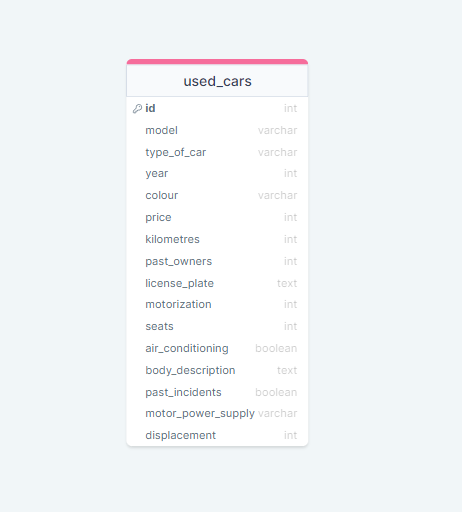 used_cars
id int
model varchar
type_of_car varchar
year int
colour varchar
price int
kilometres int
past_owners int
license_plate text
motorization int
seats int
air_conditioning boolean
body_description text
past_incidents boolean
motor_power_supply varchar
displacement int